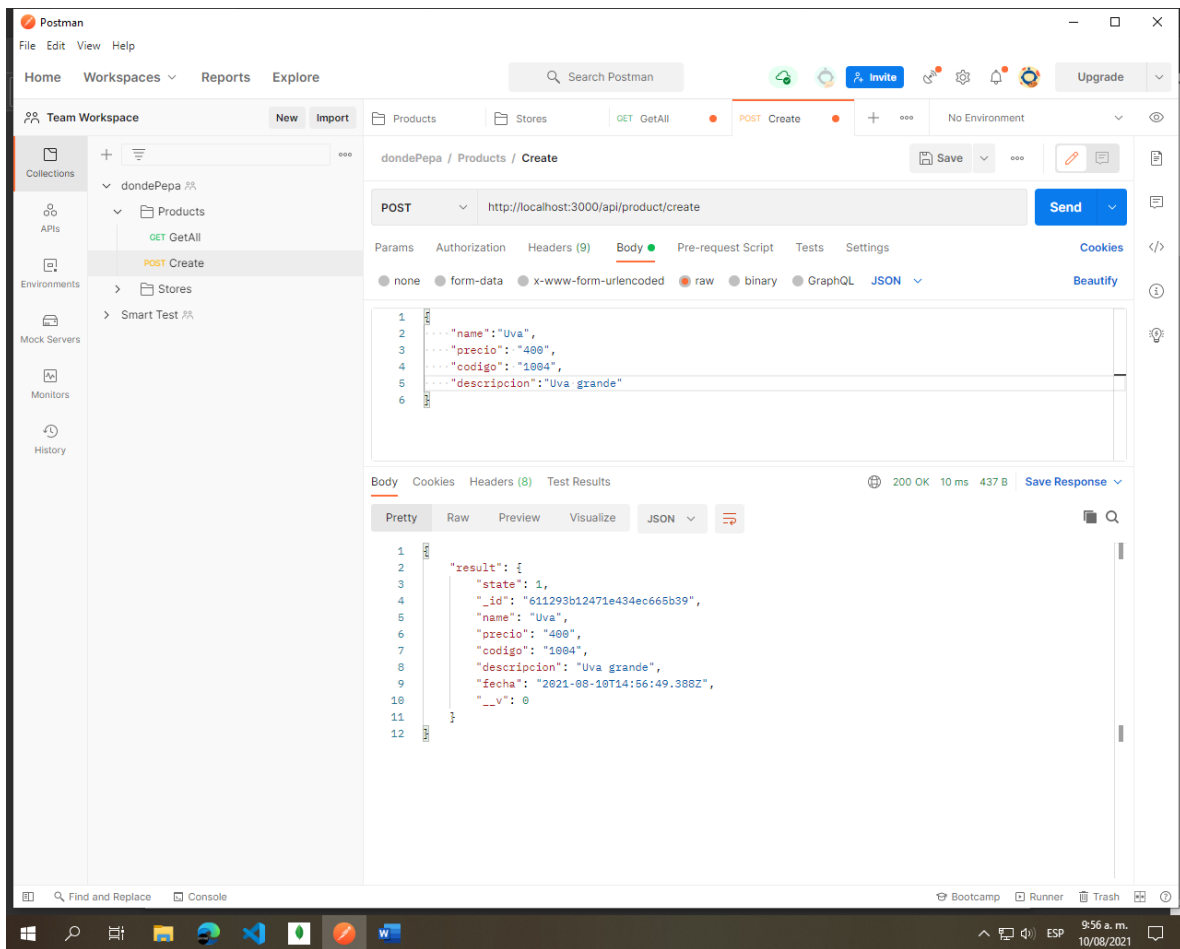 Postman
File Edit View Help
Home Workspaces Reports Explore Search Postman Invite Upgrade
Team Workspace New Import Products Stores GET GetAll POST Create No Environment
Collections
APIs
Environments
Mock Servers
Monitors
History
dondePepa
Products
GET GetAll
POST Create
Stores
Smart Test
dondePepa / Products / Create Save
POST http://localhost:3000/api/product/create Send
Params Authorization Headers (9) Body Pre-request Script Tests Settings Cookies
none form-data x-www-form-urlencoded raw binary GraphQL JSON Beautify
1 {
2 "name":"Uva",
3 "precio": "400",
4 "codigo": "1004",
5 "descripcion":"Uva grande"
6 }
Body Cookies Headers (8) Test Results 200 OK 10 ms 437 B Save Response
Pretty Raw Preview Visualize JSON
1 {
2 "result": {
3 "state": 1,
4 "_id": "611293b12471e434ec665b39",
5 "name": "Uva",
6 "precio": "400",
7 "codigo": "1004",
8 "descripcion": "Uva grande",
9 "fecha": "2021-08-10T14:56:49.388Z",
10 "__v": 0
11 }
12 }
Find and Replace Console Bootcamp Runner Trash
ESP 9:56 a. m.
10/08/2021